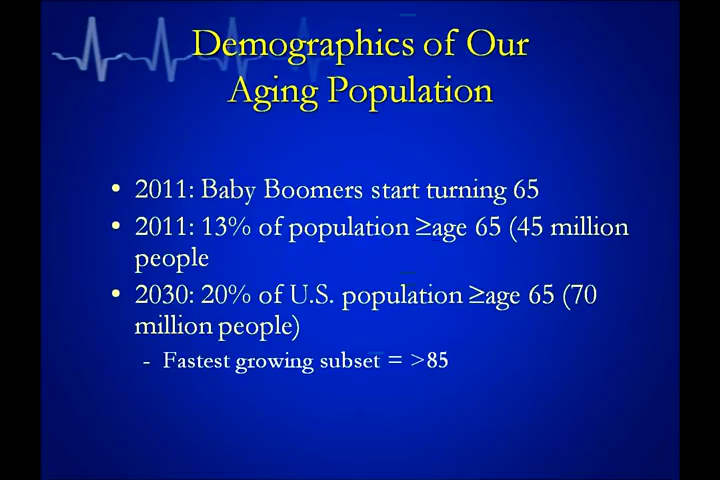 Demographics of Our
Aging Population
• 2011: Baby Boomers start turning 65
• 2011: 13% of population ≥age 65 (45 million
people
• 2030: 20% of U.S. population ≥age 65 (70
million people)
- Fastest growing subset = >85